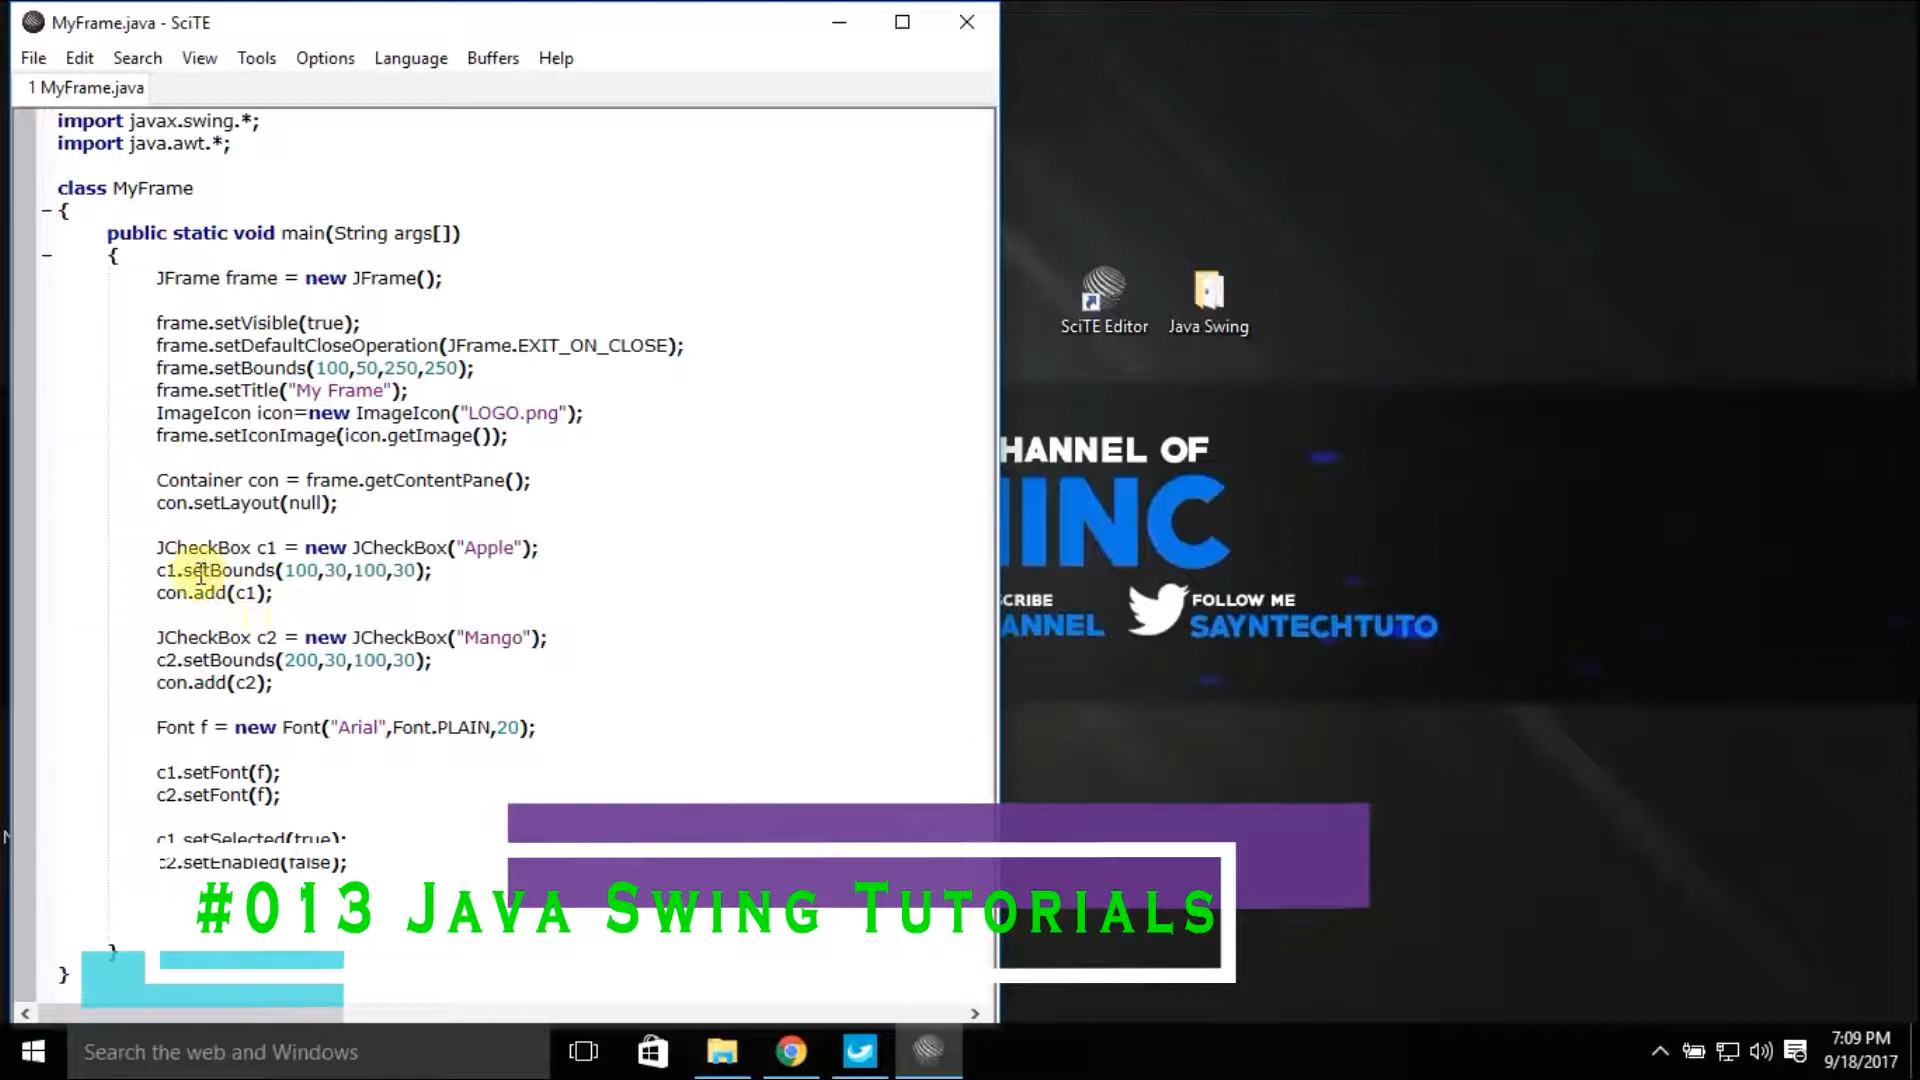 MyFrame.java - SciTE
File Edit Search View Tools Options Language Buffers Help
1 MyFrame.java
import javax.swing.*;
import java.awt.*;
class MyFrame
{
public static void main(String args[])
{
JFrame frame = new JFrame();
frame.setVisible(true);
frame.setDefaultCloseOperation(JFrame.EXIT_ON_CLOSE);
frame.setBounds(100,50,250,250);
frame.setTitle("My Frame");
ImageIcon icon=new ImageIcon("LOGO.png");
frame.setIconImage(icon.getImage());
Container con = frame.getContentPane();
con.setLayout(null);
JCheckBox c1 = new JCheckBox("Apple");
c1.setBounds(100,30,100,30);
con.add(c1);
JCheckBox c2 = new JCheckBox("Mango");
c2.setBounds(200,30,100,30);
con.add(c2);
Font f = new Font("Arial",Font.PLAIN,20);
c1.setFont(f);
c2.setFont(f);
c1.setSelected(true);
c2.setEnabled(false);
}
}
SciTE Editor
Java Swing
HANNEL OF
INC
CRIBE
ANNEL
FOLLOW ME
SAYNTECHTUTO
#013 Java Swing Tutorials
Search the web and Windows
7:09 PM
9/18/2017